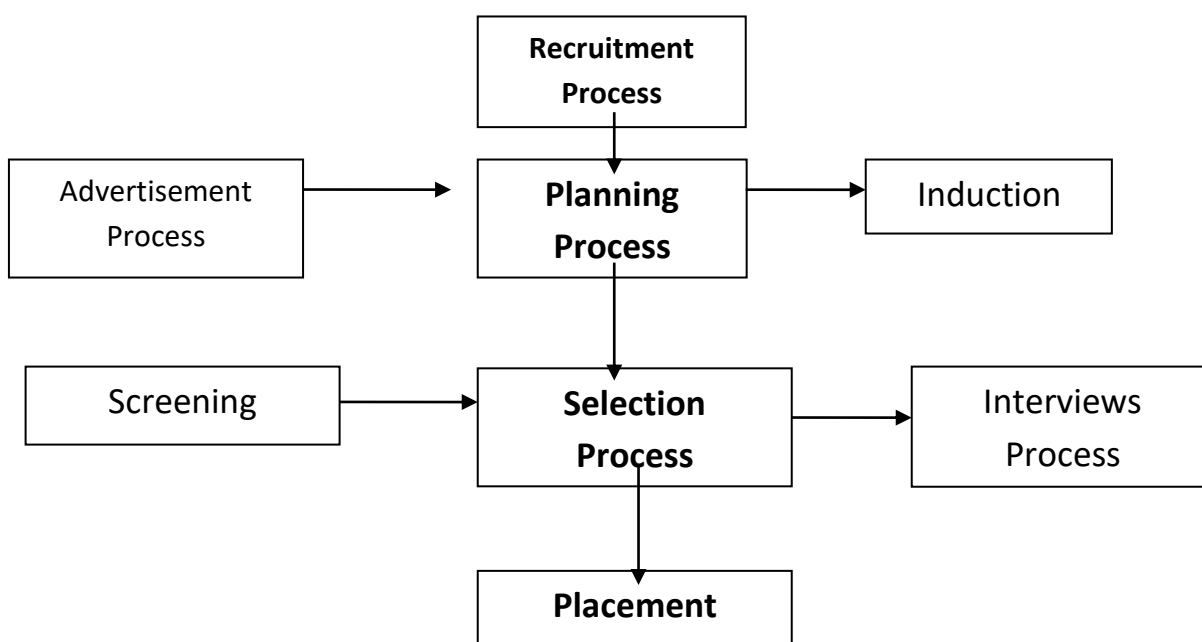 Recruitment
Process
Advertisement
Process
Planning
Process
Induction
Screening
Selection
Process
Interviews
Process
Placement